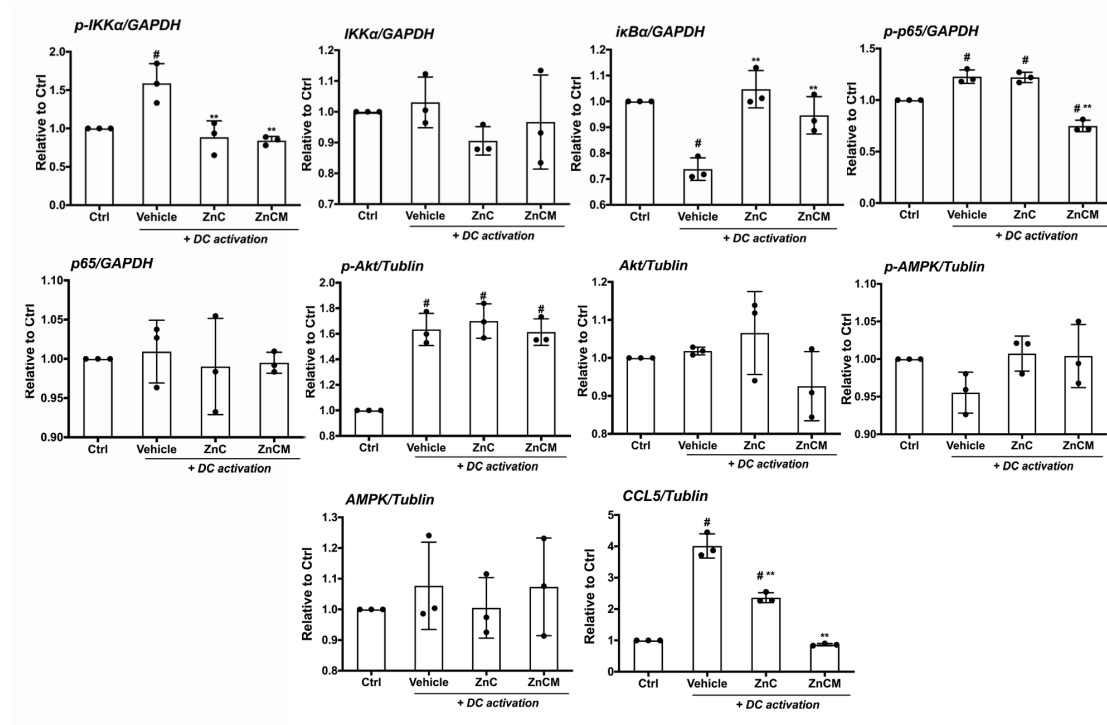 p-IKKα/GAPDH
Relative to Ctrl
2.0
1.5
1.0
0.5
0.0
#
**
**
Ctrl Vehicle ZnC ZnCM
+ DC activation
IKKα/GAPDH
Relative to Ctrl
1.2
1.1
1.0
0.9
0.8
0.7
Ctrl Vehicle ZnC ZnCM
+ DC activation
iκBα/GAPDH
Relative to Ctrl
1.2
1.1
1.0
0.9
0.8
0.7
0.6
#
**
**
Ctrl Vehicle ZnC ZnCM
+ DC activation
p-p65/GAPDH
Relative to Ctrl
1.5
1.0
0.5
0.0
#
#
# **
Ctrl Vehicle ZnC ZnCM
+ DC activation
p65/GAPDH
Relative to Ctrl
1.10
1.05
1.00
0.95
0.90
Ctrl Vehicle ZnC ZnCM
+ DC activation
p-Akt/Tublin
Relative to Ctrl
2.0
1.8
1.6
1.4
1.2
1.0
0.8
#
#
#
Ctrl Vehicle ZnC ZnCM
+ DC activation
Akt/Tublin
Relative to Ctrl
1.2
1.1
1.0
0.9
0.8
Ctrl Vehicle ZnC ZnCM
+ DC activation
p-AMPK/Tublin
Relative to Ctrl
1.10
1.05
1.00
0.95
0.90
Ctrl Vehicle ZnC ZnCM
+ DC activation
AMPK/Tublin
Relative to Ctrl
1.3
1.2
1.1
1.0
0.9
0.8
Ctrl Vehicle ZnC ZnCM
+ DC activation
CCL5/Tublin
Relative to Ctrl
5
4
3
2
1
0
#
# **
**
Ctrl Vehicle ZnC ZnCM
+ DC activation